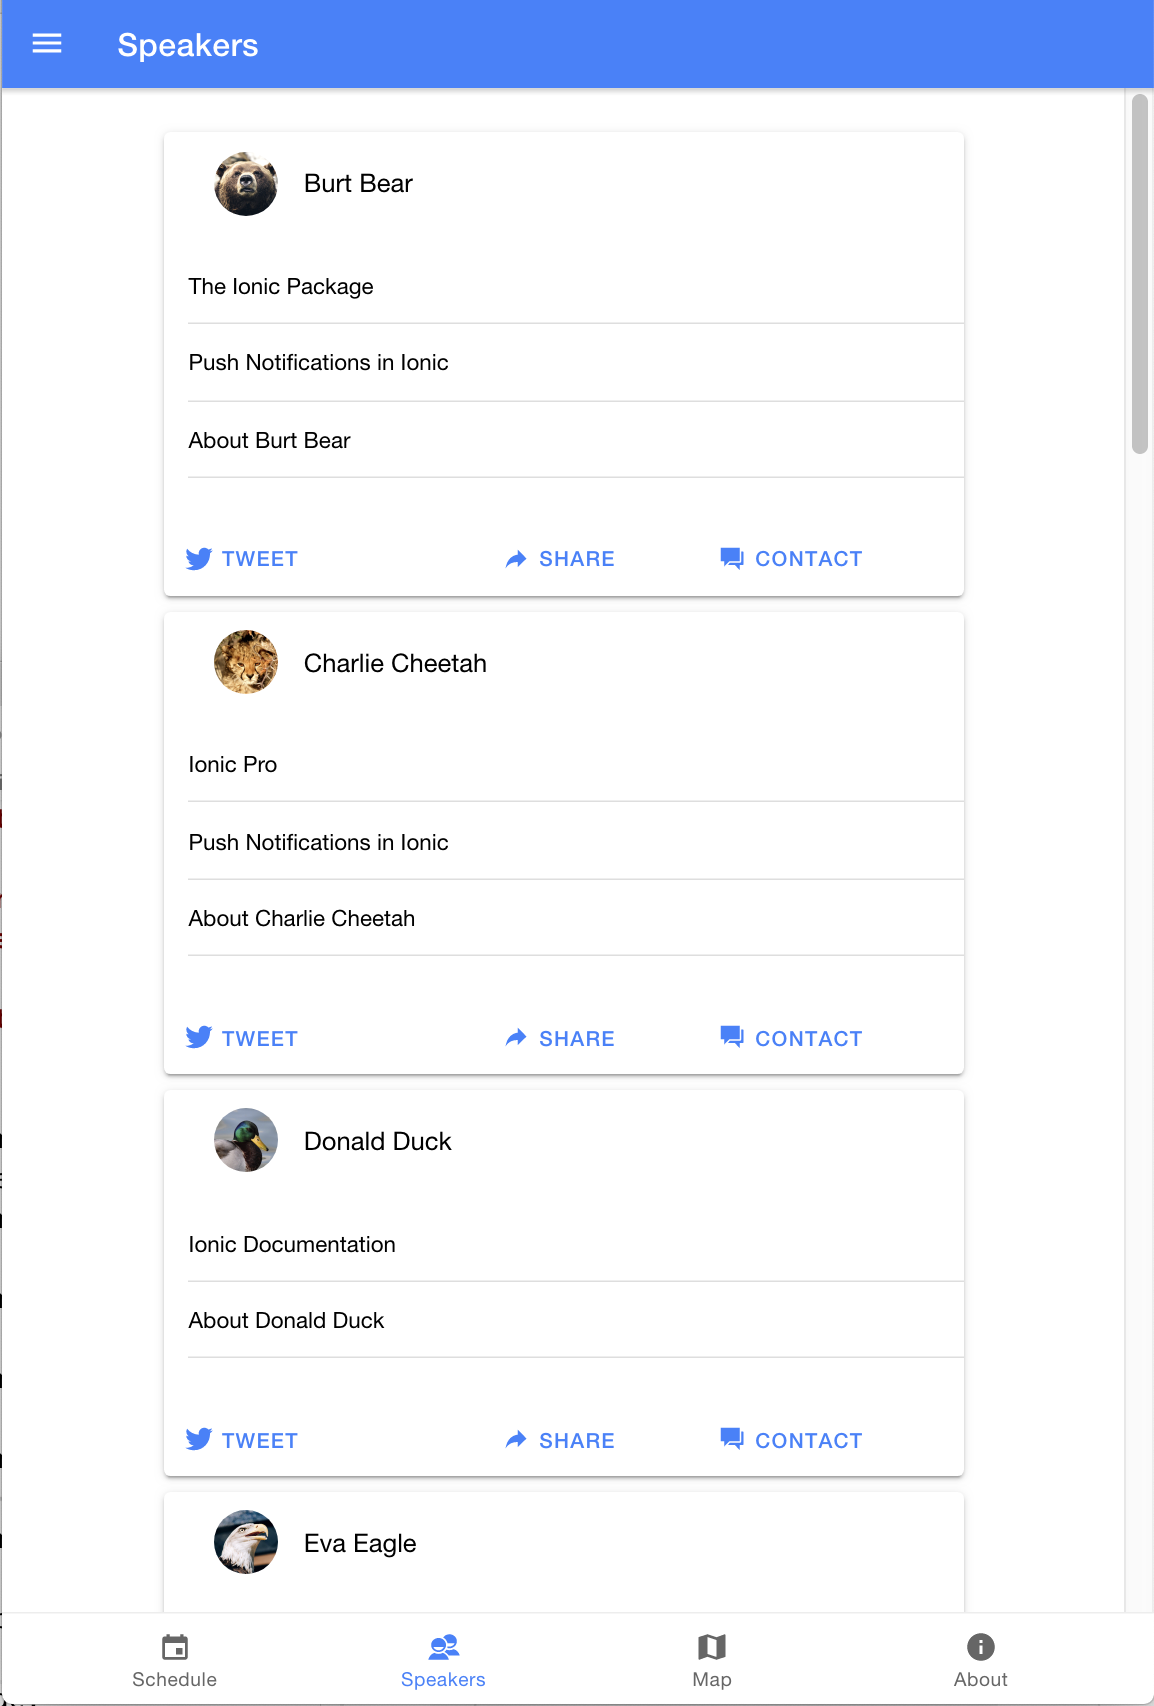 Speakers
Burt Bear
The Ionic Package
Push Notifications in Ionic
About Burt Bear
TWEET SHARE CONTACT
Charlie Cheetah
Ionic Pro
Push Notifications in Ionic
About Charlie Cheetah
TWEET SHARE CONTACT
Donald Duck
Ionic Documentation
About Donald Duck
TWEET SHARE CONTACT
Eva Eagle
Schedule Speakers Map About